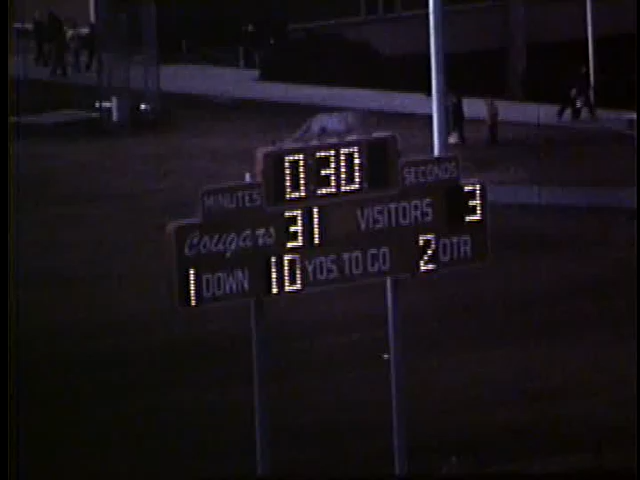 MINUTES 0:30 SECONDS
Cougars 31 VISITORS 3
1 DOWN 10 YDS. TO GO 2 QTR